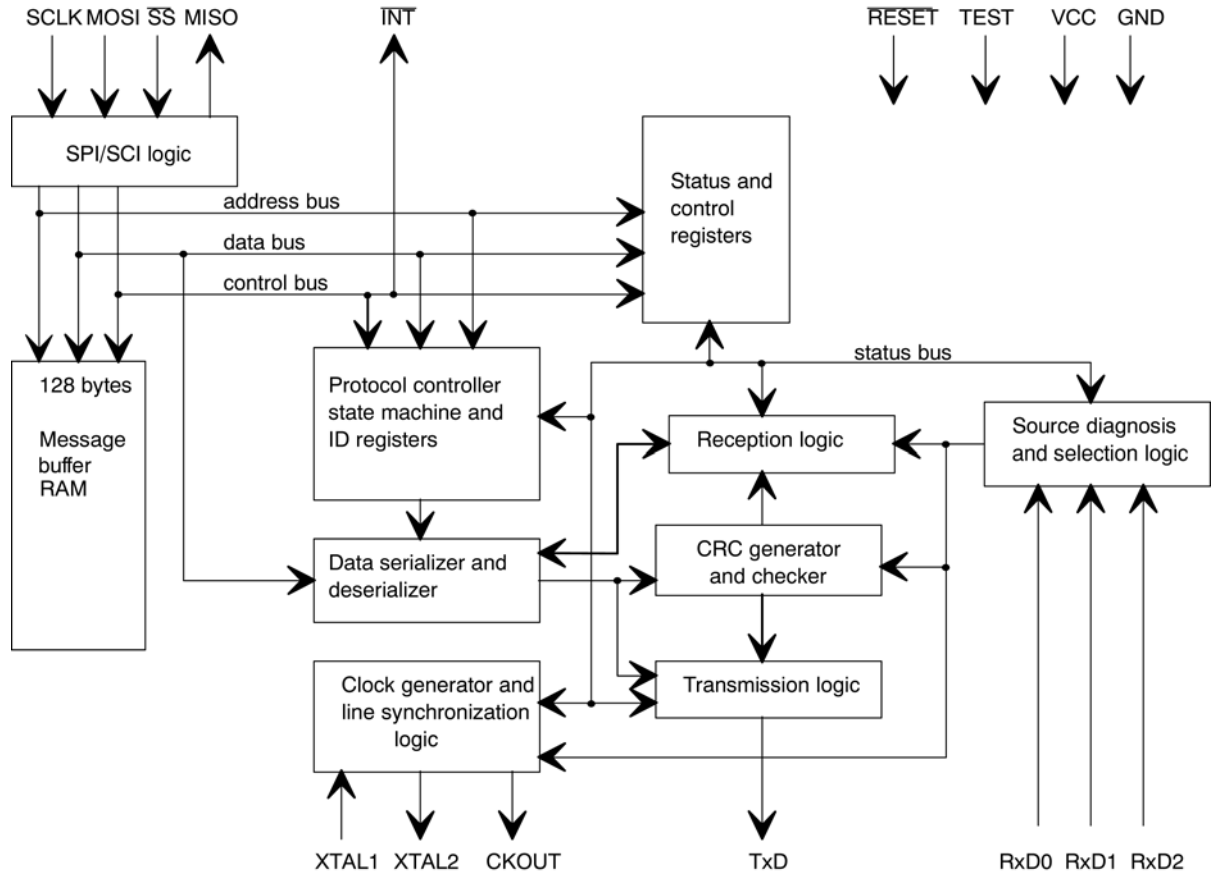 SCLK MOSI SS MISO
INT
RESET
TEST
VCC
GND
SPI/SCI logic
address bus
data bus
control bus
Status and
control
registers
status bus
128 bytes
Message
buffer
RAM
Protocol controller
state machine and
ID registers
Reception logic
Source diagnosis
and selection logic
Data serializer and
deserializer
CRC generator
and checker
Clock generator and
line synchronization
logic
Transmission logic
XTAL1
XTAL2
CKOUT
TxD
RxD0
RxD1
RxD2